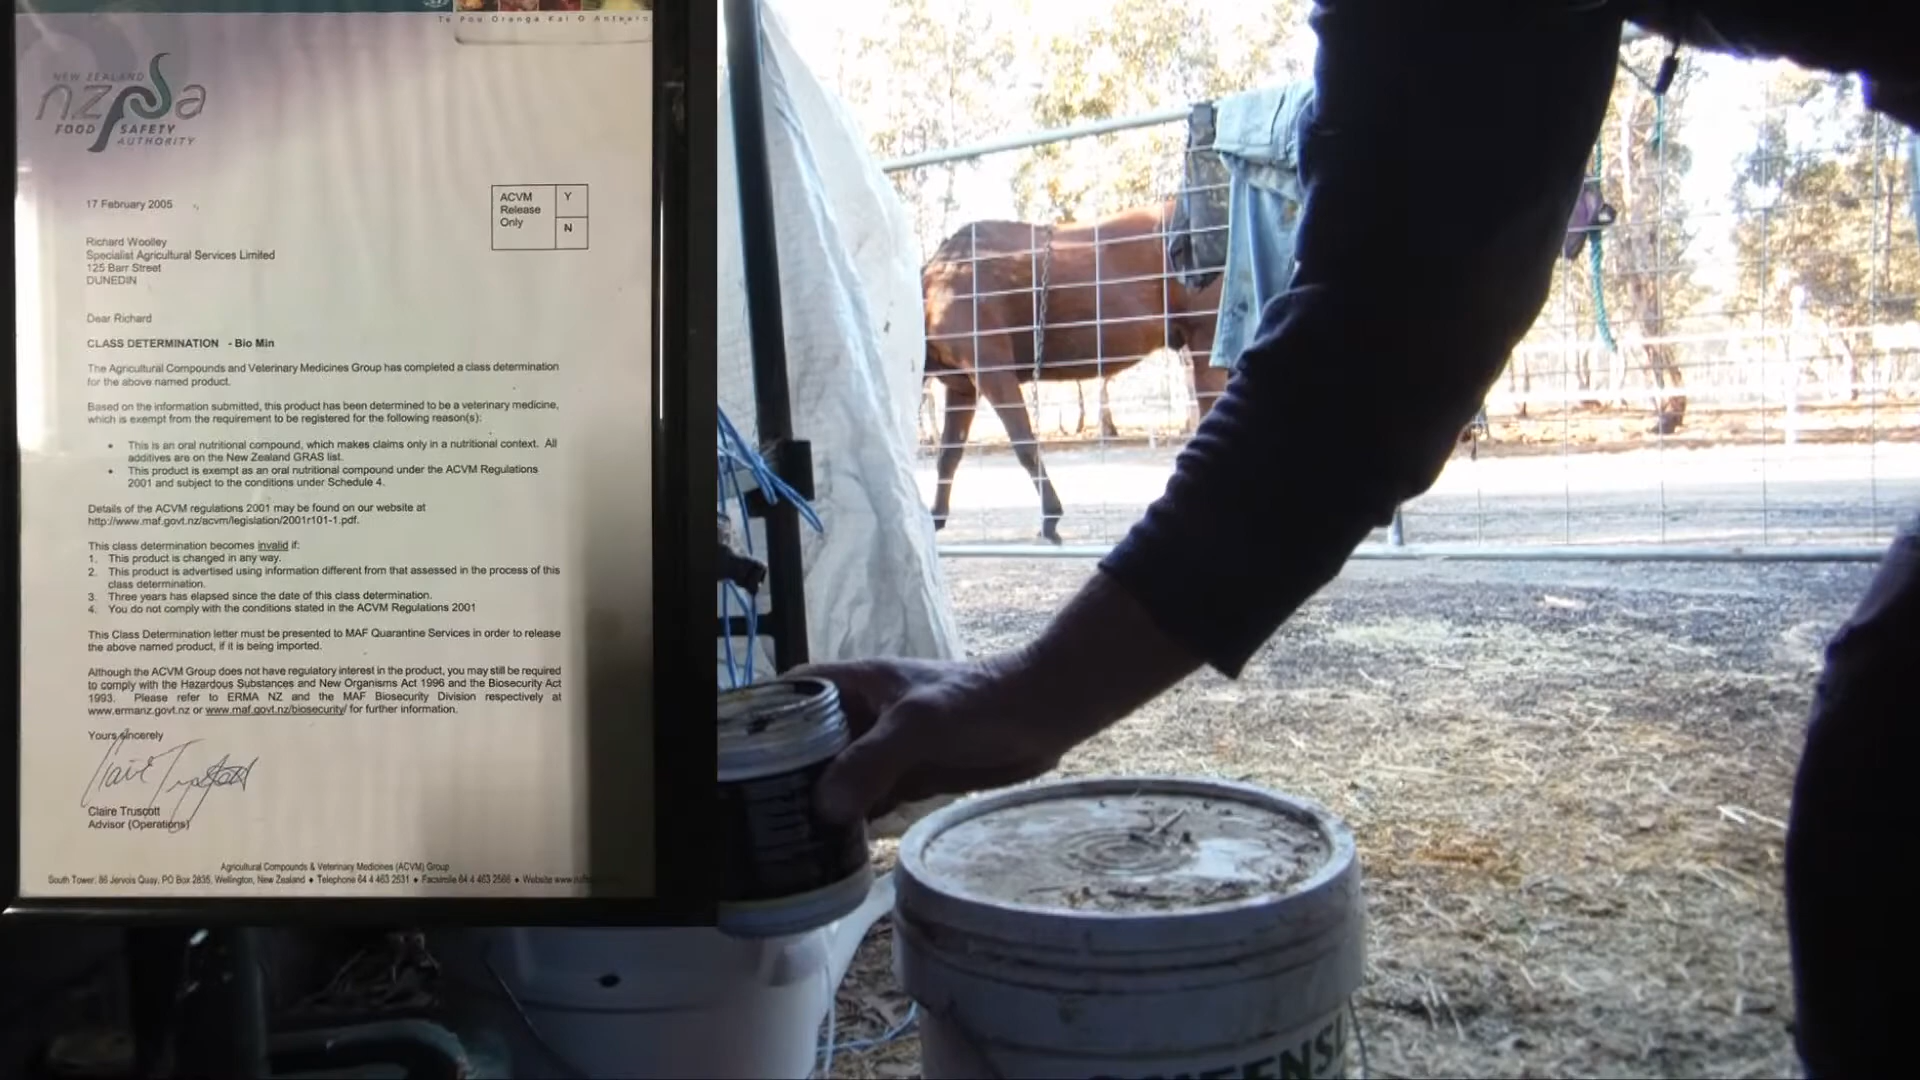 Te Pou Oranga Kai O Aotearoa
NEW ZEALAND
nzfsa
FOOD SAFETY
AUTHORITY
17 February 2005
ACVM
Release
Only
Y
N
Richard Woolley
Specialist Agricultural Services Limited
125 Barr Street
DUNEDIN
Dear Richard
CLASS DETERMINATION - Bio Min
The Agricultural Compounds and Veterinary Medicines Group has completed a class determination
for the above named product.
Based on the information submitted, this product has been determined to be a veterinary medicine,
which is exempt from the requirement to be registered for the following reason(s):
• This is an oral nutritional compound, which makes claims only in a nutritional context. All
additives are on the New Zealand GRAS list.
• This product is exempt as an oral nutritional compound under the ACVM Regulations
2001 and subject to the conditions under Schedule 4.
Details of the ACVM regulations 2001 may be found on our website at
http://www.maf.govt.nz/acvm/legislation/2001r101-1.pdf.
This class determination becomes invalid if:
1. This product is changed in any way.
2. This product is advertised using information different from that assessed in the process of this
class determination.
3. Three years has elapsed since the date of this class determination.
4. You do not comply with the conditions stated in the ACVM Regulations 2001
This Class Determination letter must be presented to MAF Quarantine Services in order to release
the above named product, if it is being imported.
Although the ACVM Group does not have regulatory interest in the product, you may still be required
to comply with the Hazardous Substances and New Organisms Act 1996 and the Biosecurity Act
1993. Please refer to ERMA NZ and the MAF Biosecurity Division respectively at
www.ermanz.govt.nz or www.maf.govt.nz/biosecurity/ for further information.
Yours sincerely
Claire Truscott
Claire Truscott
Advisor (Operations)
Agricultural Compounds & Veterinary Medicines (ACVM) Group
South Tower, 86 Jervois Quay, PO Box 2835, Wellington, New Zealand ♦ Telephone 64 4 463 2531 ♦ Facsimile 64 4 463 2566 ♦ Website